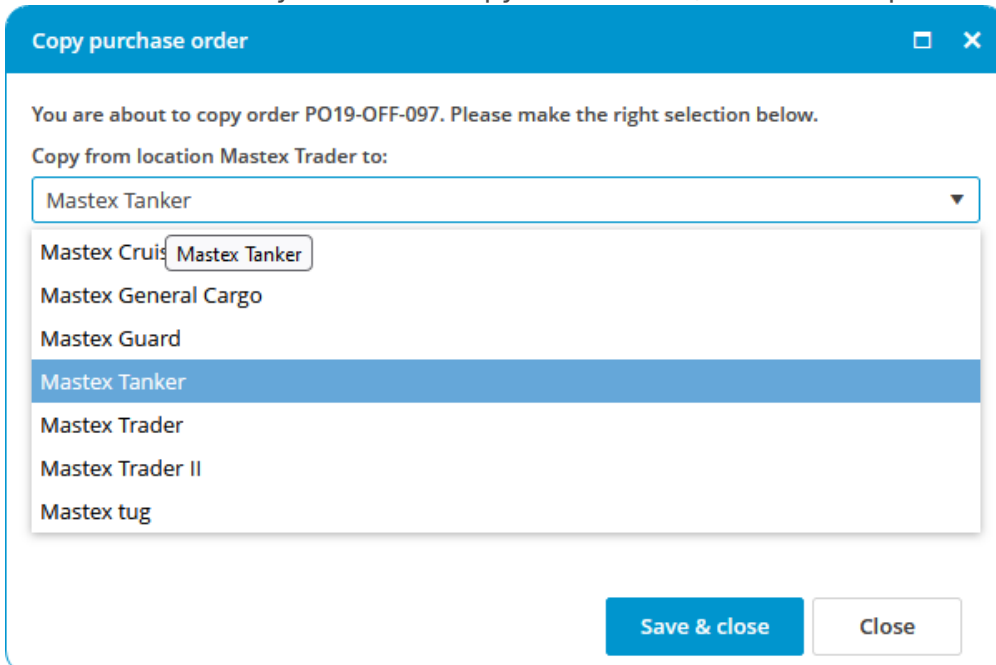 Copy purchase order
You are about to copy order PO19-OFF-097. Please make the right selection below.
Copy from location Mastex Trader to:
Mastex Tanker
Mastex Cruis
Mastex Tanker
Mastex General Cargo
Mastex Guard
Mastex Tanker
Mastex Trader
Mastex Trader II
Mastex tug
Save & close
Close